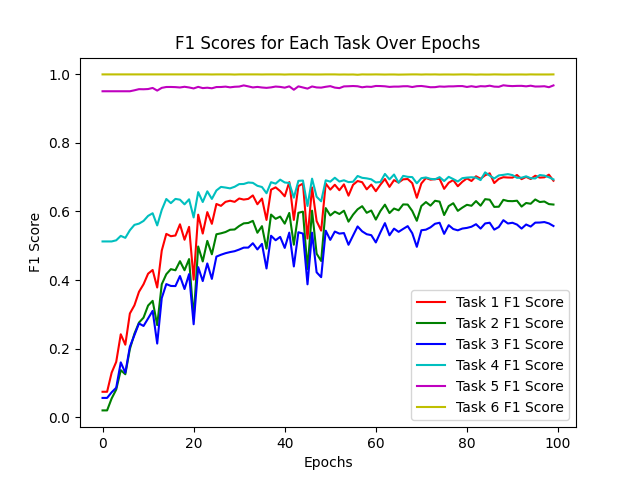 F1 Scores for Each Task Over Epochs
1.0
0.8
0.6
0.4
0.2
0.0
F1 Score
0
20
40
60
80
100
Epochs
Task 1 F1 Score
Task 2 F1 Score
Task 3 F1 Score
Task 4 F1 Score
Task 5 F1 Score
Task 6 F1 Score